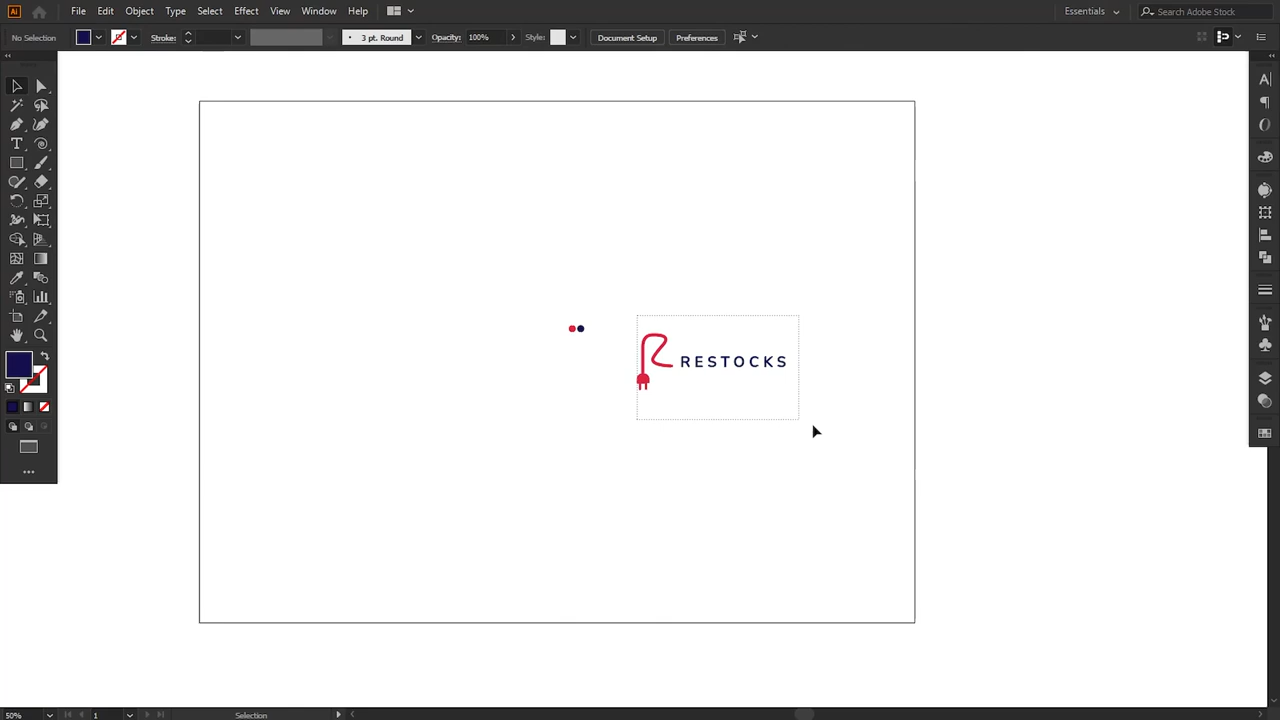 Ai File Edit Object Type Select Effect View Window Help Essentials Search Adobe Stock
No Selection Stroke: 3 pt. Round Opacity: 100% Style: Document Setup Preferences
R RESTOCKS
50% 1 Selection